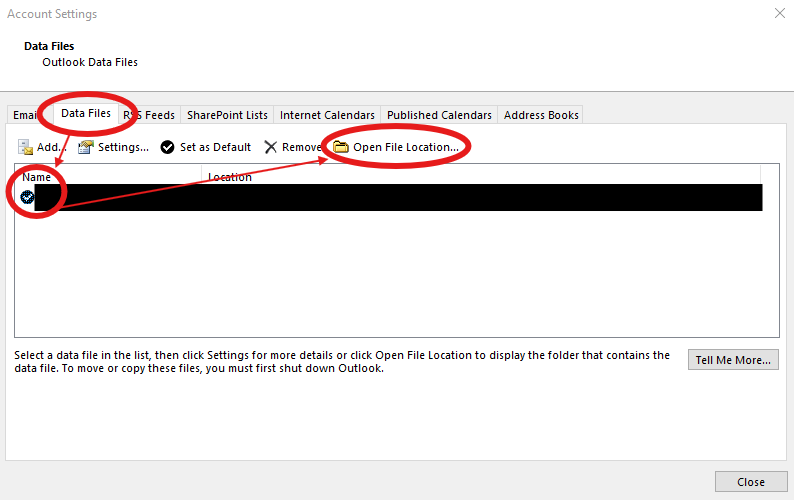 Account Settings
Data Files
Outlook Data Files
Email Data Files RSS Feeds SharePoint Lists Internet Calendars Published Calendars Address Books
Add... Settings... Set as Default Remove Open File Location...
Name Location
Select a data file in the list, then click Settings for more details or click Open File Location to display the folder that contains the
data file. To move or copy these files, you must first shut down Outlook.
Tell Me More...
Close